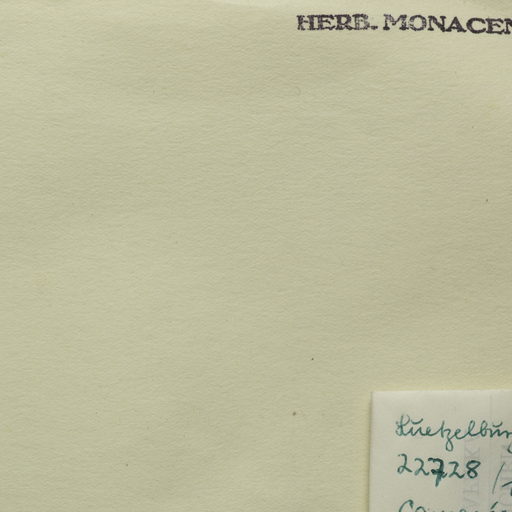 HERB. MONACEN
Luetzelburg
22728 /